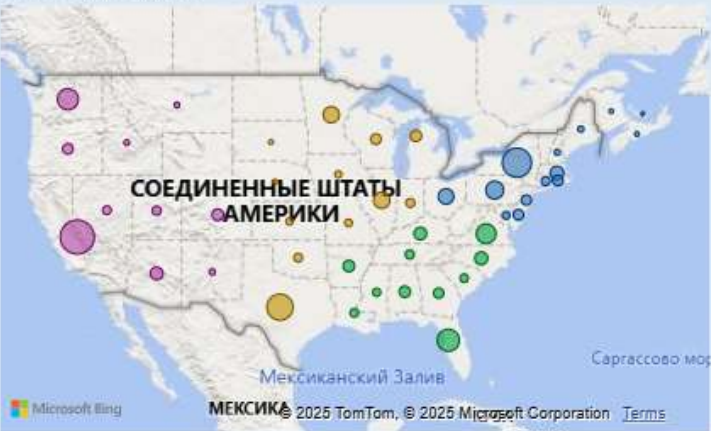 СОЕДИНЕННЫЕ ШТАТЫ
АМЕРИКИ
Саргассово мор
Мексиканский Залив
Microsoft Bing
МЕКСИКА
© 2025 TomTom, © 2025 Microsoft Corporation Terms